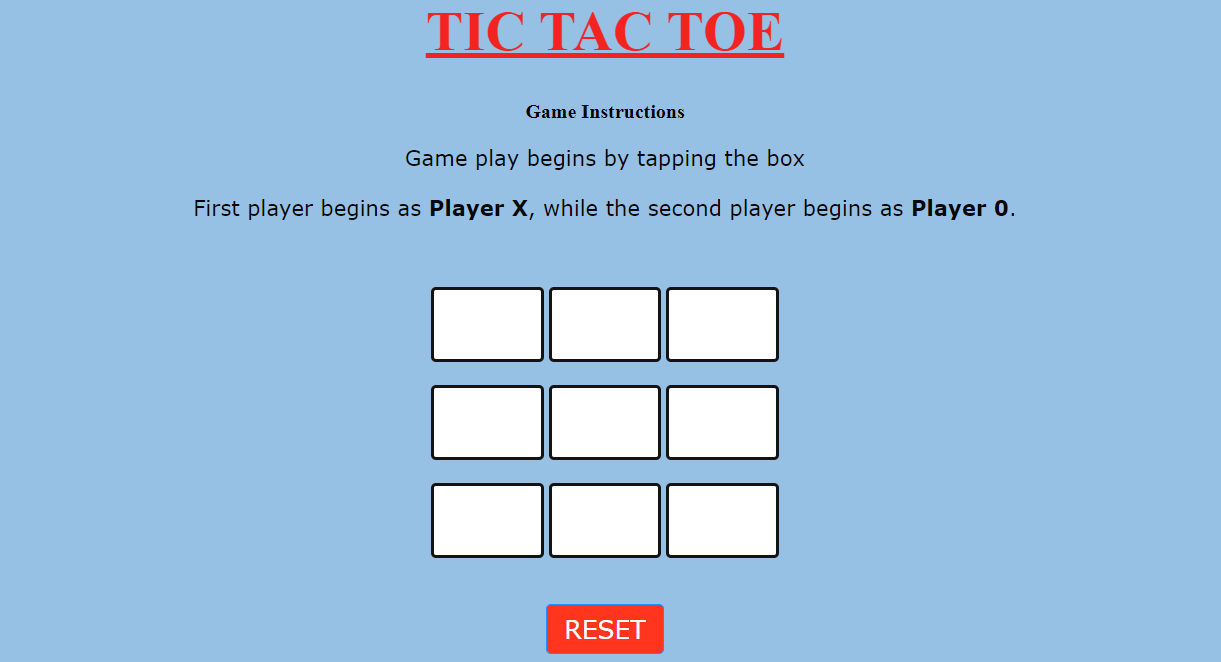 TIC TAC TOE
Game Instructions
Game play begins by tapping the box
First player begins as Player X, while the second player begins as Player 0.
RESET